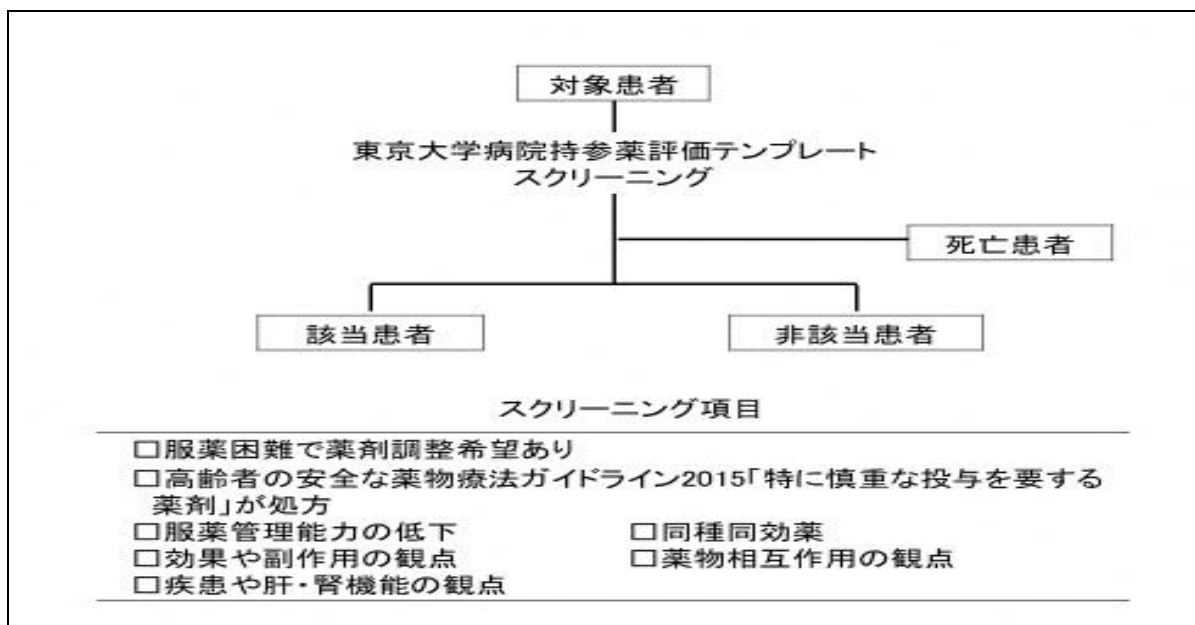 対象患者
東京大学病院持参薬評価テンプレート
スクリーニング
死亡患者
該当患者
非該当患者
スクリーニング項目
□服薬困難で薬剤調整希望あり
□高齢者の安全な薬物療法ガイドライン2015「特に慎重な投与を要する
薬剤」が処方
□服薬管理能力の低下 □同種同効薬
□効果や副作用の観点 □薬物相互作用の観点
□疾患や肝・腎機能の観点